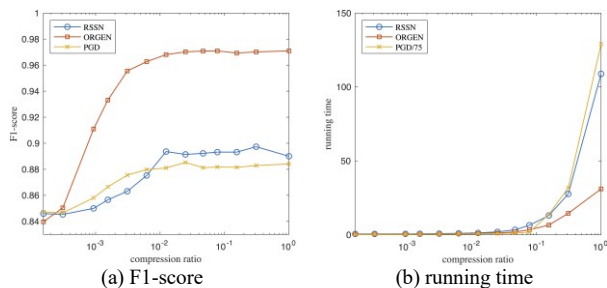 1
0.98
0.96
0.94
0.92
0.9
0.88
0.86
0.84
F1-score
RSSN
ORGEN
PGD
10-3
10-2
10-1
100
compression ratio
(a) F1-score
150
100
50
0
running time
RSSN
ORGEN
PGD/75
10-3
10-2
10-1
100
compression ratio
(b) running time